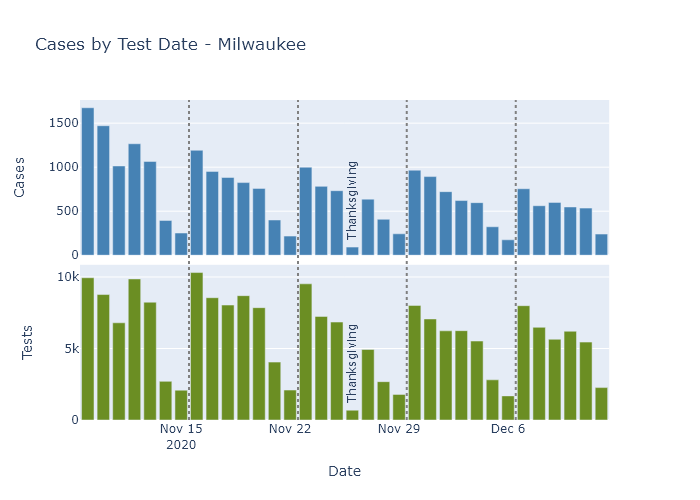 Cases by Test Date - Milwaukee
1500
1000
500
0
Cases
Thanksgiving
10k
5k
0
Tests
Thanksgiving
Nov 15
2020
Nov 22
Nov 29
Dec 6
Date